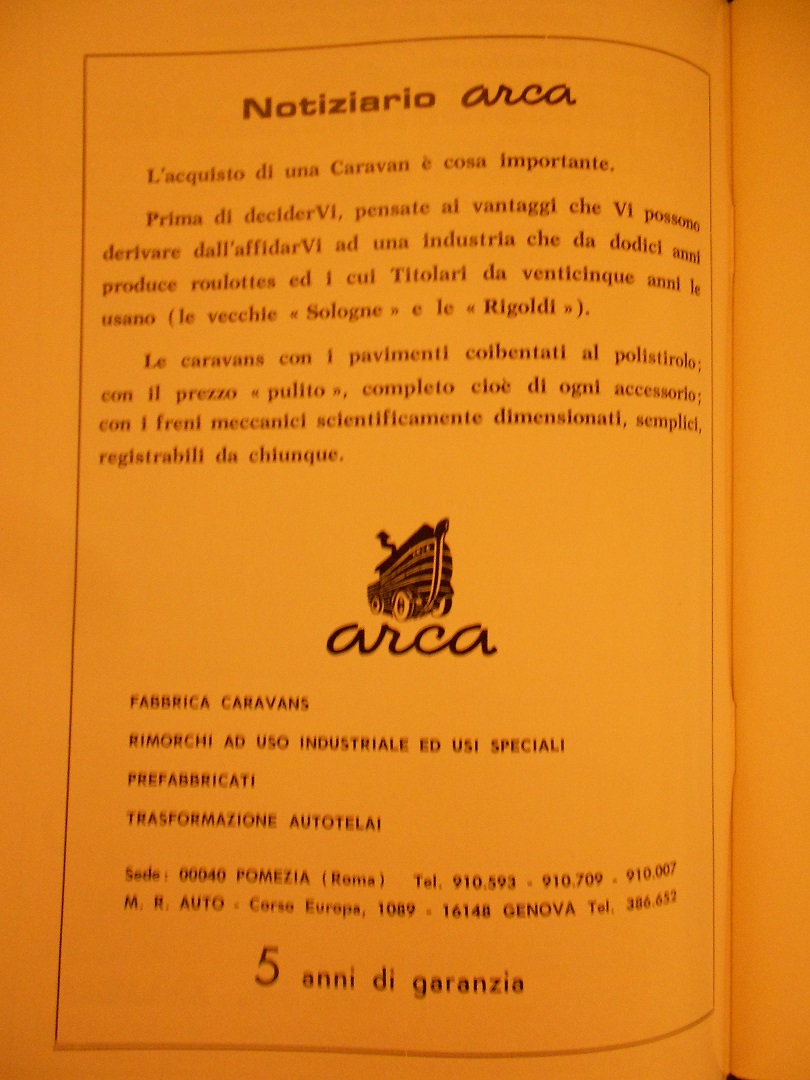 Notiziario arca
L'acquisto di una Caravan è cosa importante.
Prima di deciderVi, pensate ai vantaggi che Vi possono
derivare dall'affidarVi ad una industria che da dodici anni
produce roulottes ed i cui Titolari da venticinque anni le
usano (le vecchie « Sologne » e le « Rigoldi »).
Le caravans con i pavimenti coibentati al polistirolo;
con il prezzo « pulito », completo cioè di ogni accessorio;
con i freni meccanici scientificamente dimensionati, semplici,
registrabili da chiunque.
ARCA
arca
FABBRICA CARAVANS
RIMORCHI AD USO INDUSTRIALE ED USI SPECIALI
PREFABBRICATI
TRASFORMAZIONE AUTOTELAI
Sede: 00040 POMEZIA (Roma) Tel. 910.593 - 910.709 - 910.007
M. R. AUTO - Corso Europa, 1089 - 16148 GENOVA Tel. 386.652
5 anni di garanzia